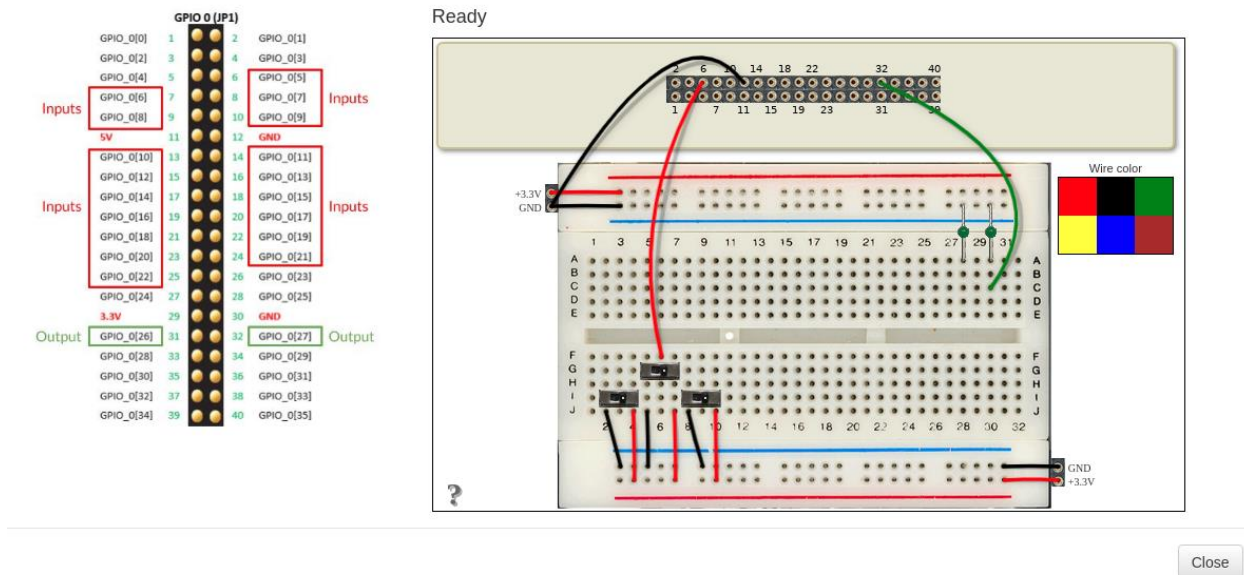 GPIO 0 (JP1)
GPIO_0[0] 1 2 GPIO_0[1]
GPIO_0[2] 3 4 GPIO_0[3]
GPIO_0[4] 5 6 GPIO_0[5]
Inputs GPIO_0[6] 7 8 GPIO_0[7] Inputs
GPIO_0[8] 9 10 GPIO_0[9]
5V 11 12 GND
GPIO_0[10] 13 14 GPIO_0[11]
GPIO_0[12] 15 16 GPIO_0[13]
Inputs GPIO_0[14] 17 18 GPIO_0[15] Inputs
GPIO_0[16] 19 20 GPIO_0[17]
GPIO_0[18] 21 22 GPIO_0[19]
GPIO_0[20] 23 24 GPIO_0[21]
GPIO_0[22] 25 26 GPIO_0[23]
GPIO_0[24] 27 28 GPIO_0[25]
3.3V 29 30 GND
Output GPIO_0[26] 31 32 GPIO_0[27] Output
GPIO_0[28] 33 34 GPIO_0[29]
GPIO_0[30] 35 36 GPIO_0[31]
GPIO_0[32] 37 38 GPIO_0[33]
GPIO_0[34] 39 40 GPIO_0[35]
Ready
2 6 10 14 18 22 32 40
1 7 11 15 19 23 31 39
Wire color
+3.3V
GND
1 3 5 7 9 11 13 15 17 19 21 23 25 27 29 31
A A
B B
C C
D D
E E
F F
G G
H H
I I
J J
2 4 6 8 10 12 14 16 18 20 22 24 26 28 30 32
GND
+3.3V
?
Close